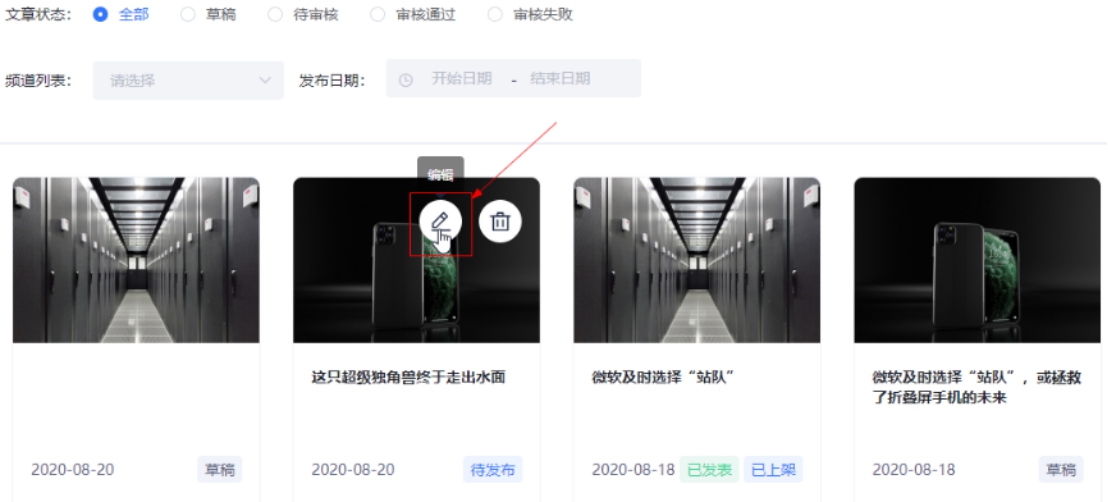 文章状态： 全部 草稿 待审核 审核通过 审核失败
频道列表： 请选择 发布日期： 开始日期 - 结束日期
编辑
这只超级独角兽终于走出水面
2020-08-20 草稿
2020-08-20 待发布
微软及时选择“站队”
2020-08-18 已发表 已上架
微软及时选择“站队”，或拯救
了折叠屏手机的未来
2020-08-18 草稿